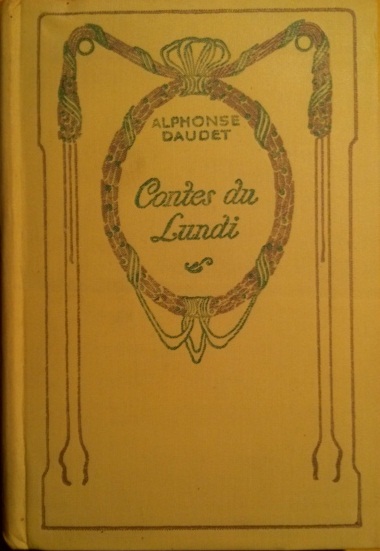 ALPHONSE
DAUDET
Contes du
Lundi